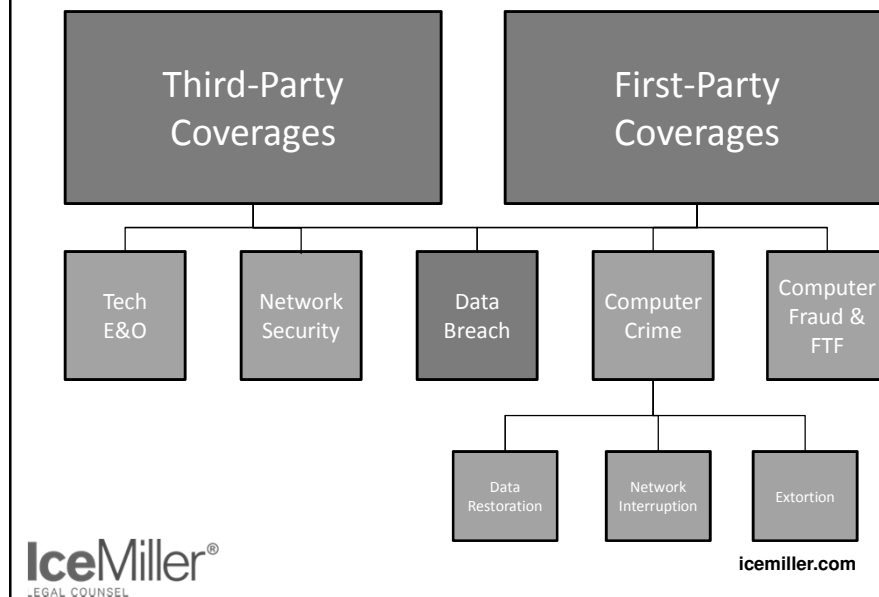 Third-Party
Coverages
First-Party
Coverages
Tech
E&O
Network
Security
Data
Breach
Computer
Crime
Computer
Fraud &
FTF
Data
Restoration
Network
Interruption
Extortion
IceMiller®
LEGAL COUNSEL
icemiller.com